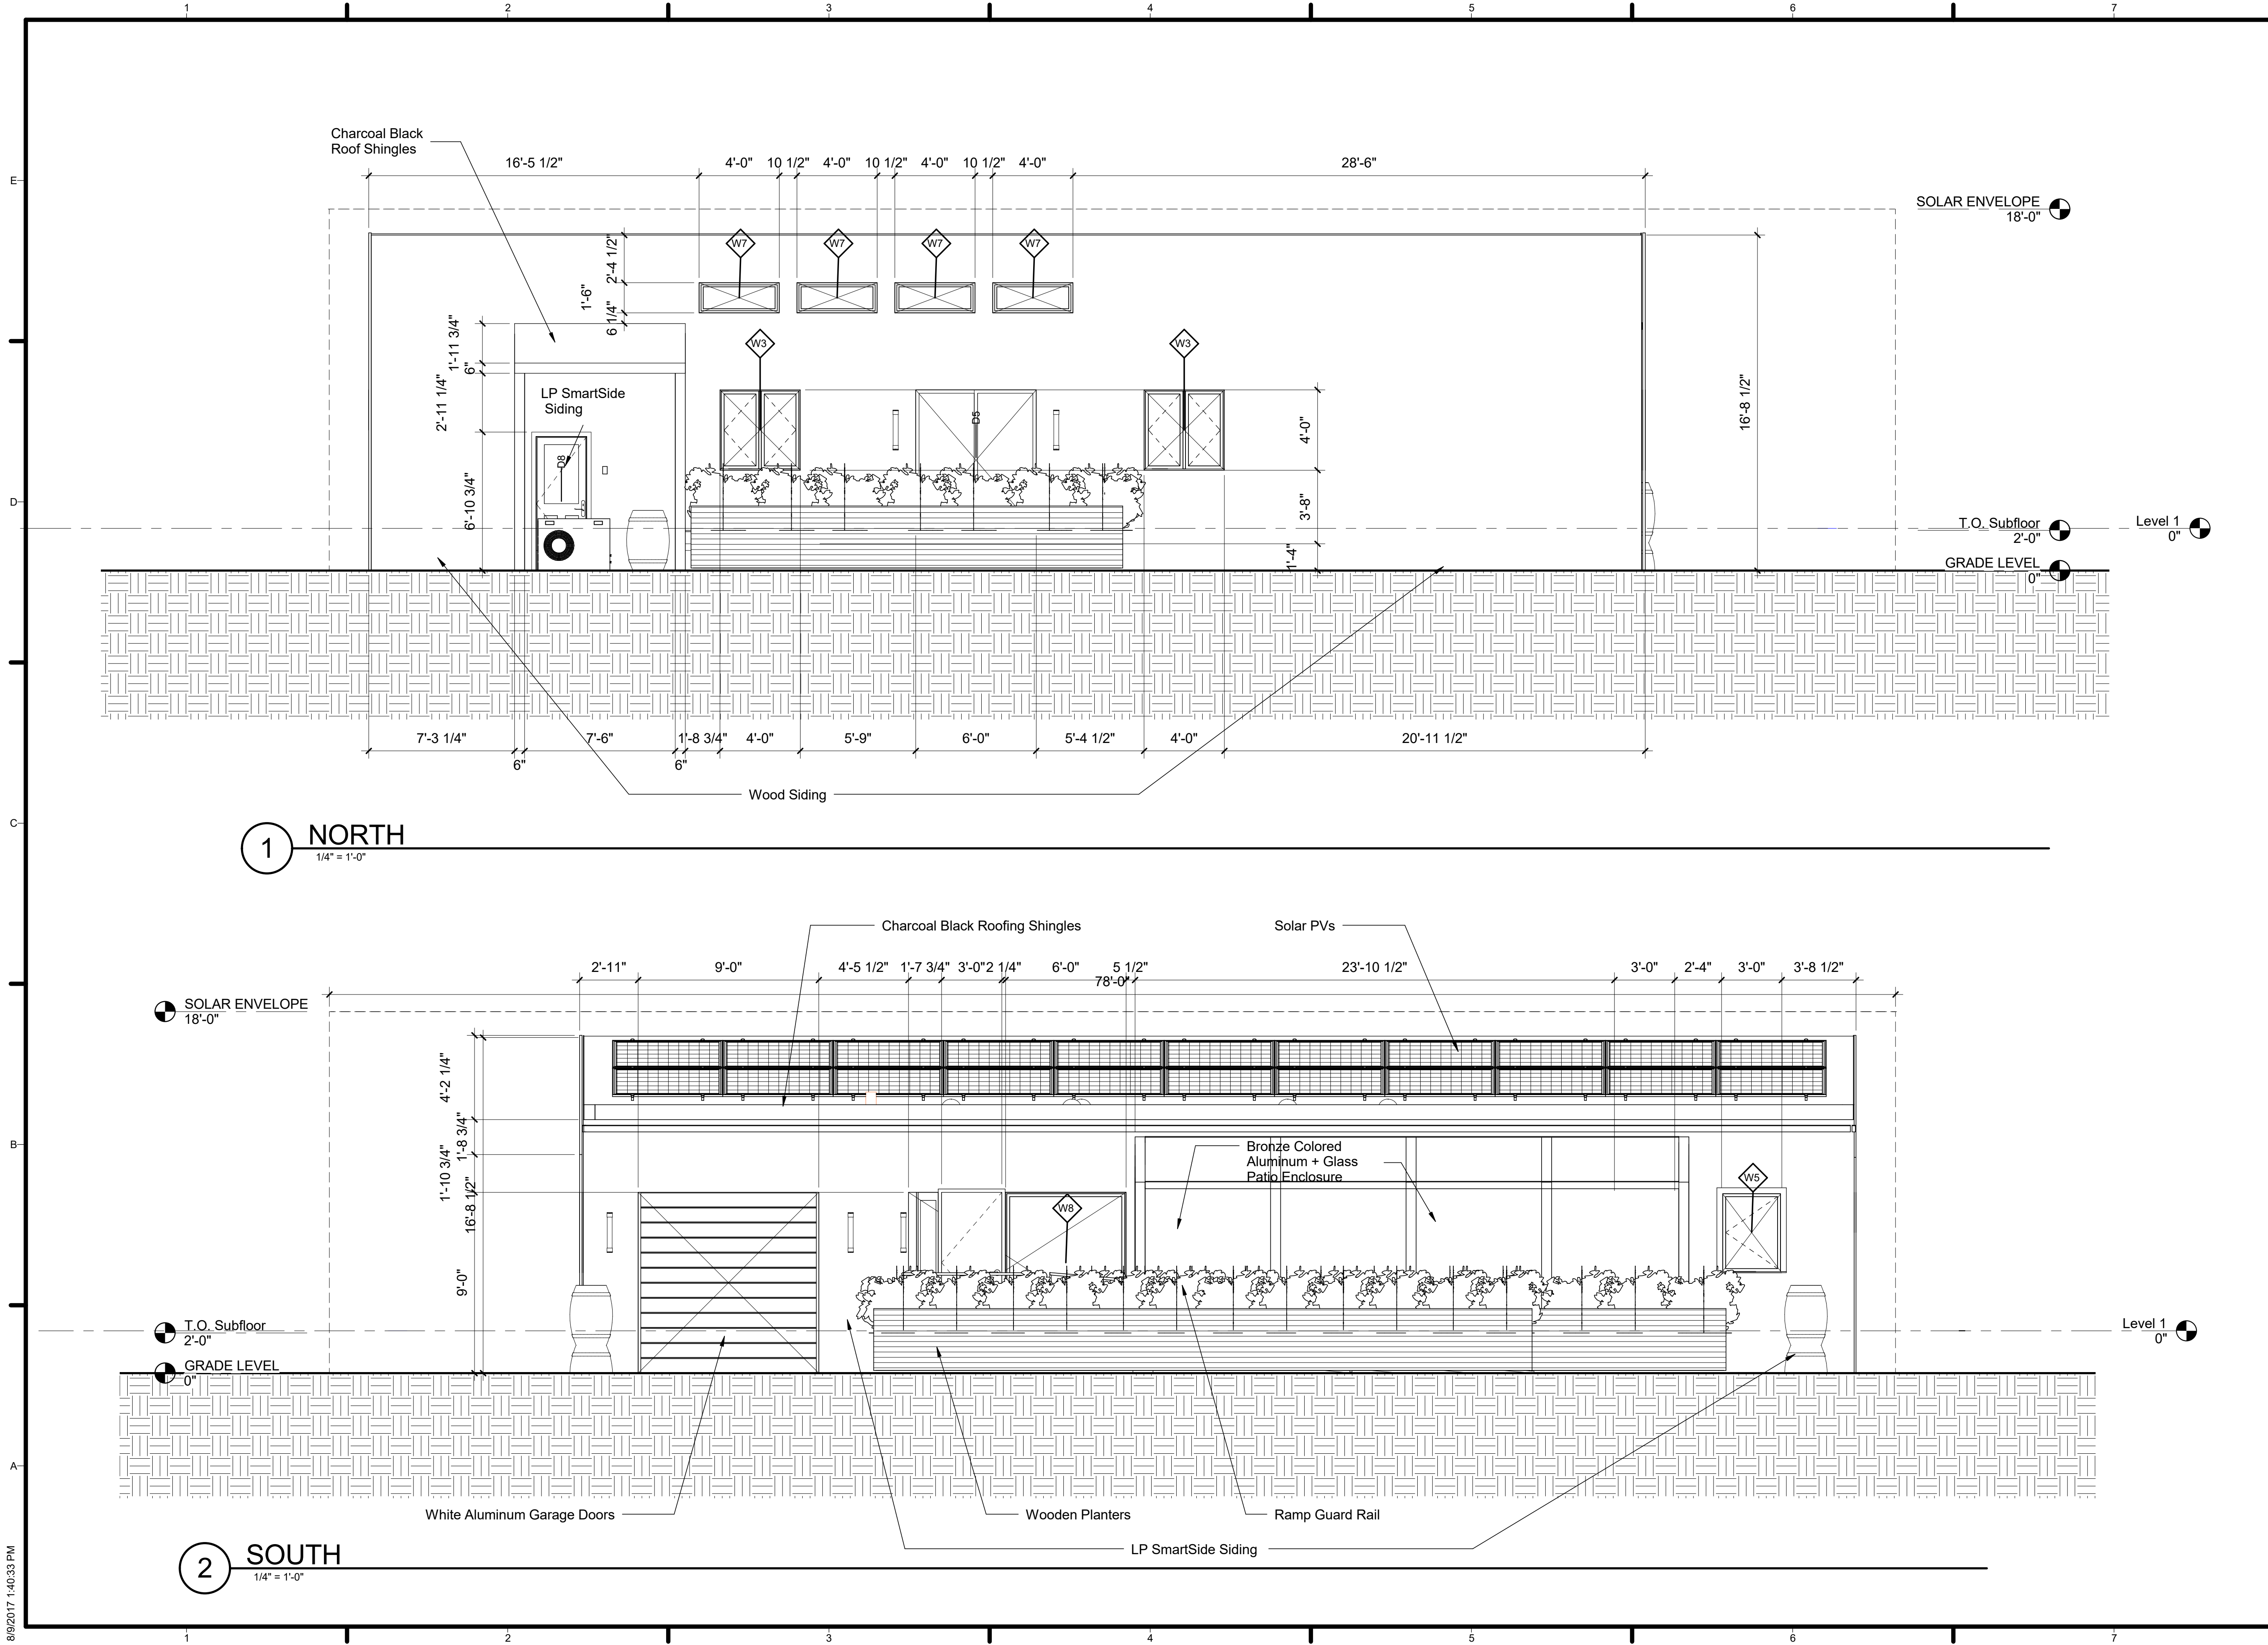 1 2 3 4 5 6 7
Charcoal Black
Roof Shingles
16'-5 1/2" 4'-0" 10 1/2" 4'-0" 10 1/2" 4'-0" 10 1/2" 4'-0" 28'-6"
E
SOLAR ENVELOPE
18'-0"
W7 W7 W7 W7
2'-4 1/2"
1'-6"
6 1/4"
1'-11 3/4"
6"
W3 W3
2'-11 1/4"
LP SmartSide
Siding
D5
16'-8 1/2"
4'-0"
D8
D
6'-10 3/4"
3'-8"
T.O. Subfloor
2'-0"
Level 1
0"
1'-4"
GRADE LEVEL
0"
7'-3 1/4" 7'-6" 1'-8 3/4" 4'-0" 5'-9" 6'-0" 5'-4 1/2" 4'-0" 20'-11 1/2"
6" 6"
Wood Siding
C
1 NORTH
1/4" = 1'-0"
Charcoal Black Roofing Shingles
Solar PVs
2'-11" 9'-0" 4'-5 1/2" 1'-7 3/4" 3'-0" 2 1/4" 6'-0" 5 1/2" 23'-10 1/2" 3'-0" 2'-4" 3'-0" 3'-8 1/2"
78'-0"
SOLAR ENVELOPE
18'-0"
4'-2 1/4"
1'-8 3/4"
B
1'-10 3/4"
16'-8 1/2"
Bronze Colored
Aluminum + Glass
Patio Enclosure
W5
W8
9'-0"
T.O. Subfloor
2'-0"
Level 1
0"
GRADE LEVEL
0"
A
White Aluminum Garage Doors
Wooden Planters
Ramp Guard Rail
LP SmartSide Siding
2 SOUTH
1/4" = 1'-0"
8/9/2017 1:40:33 PM
1 2 3 4 5 6 7